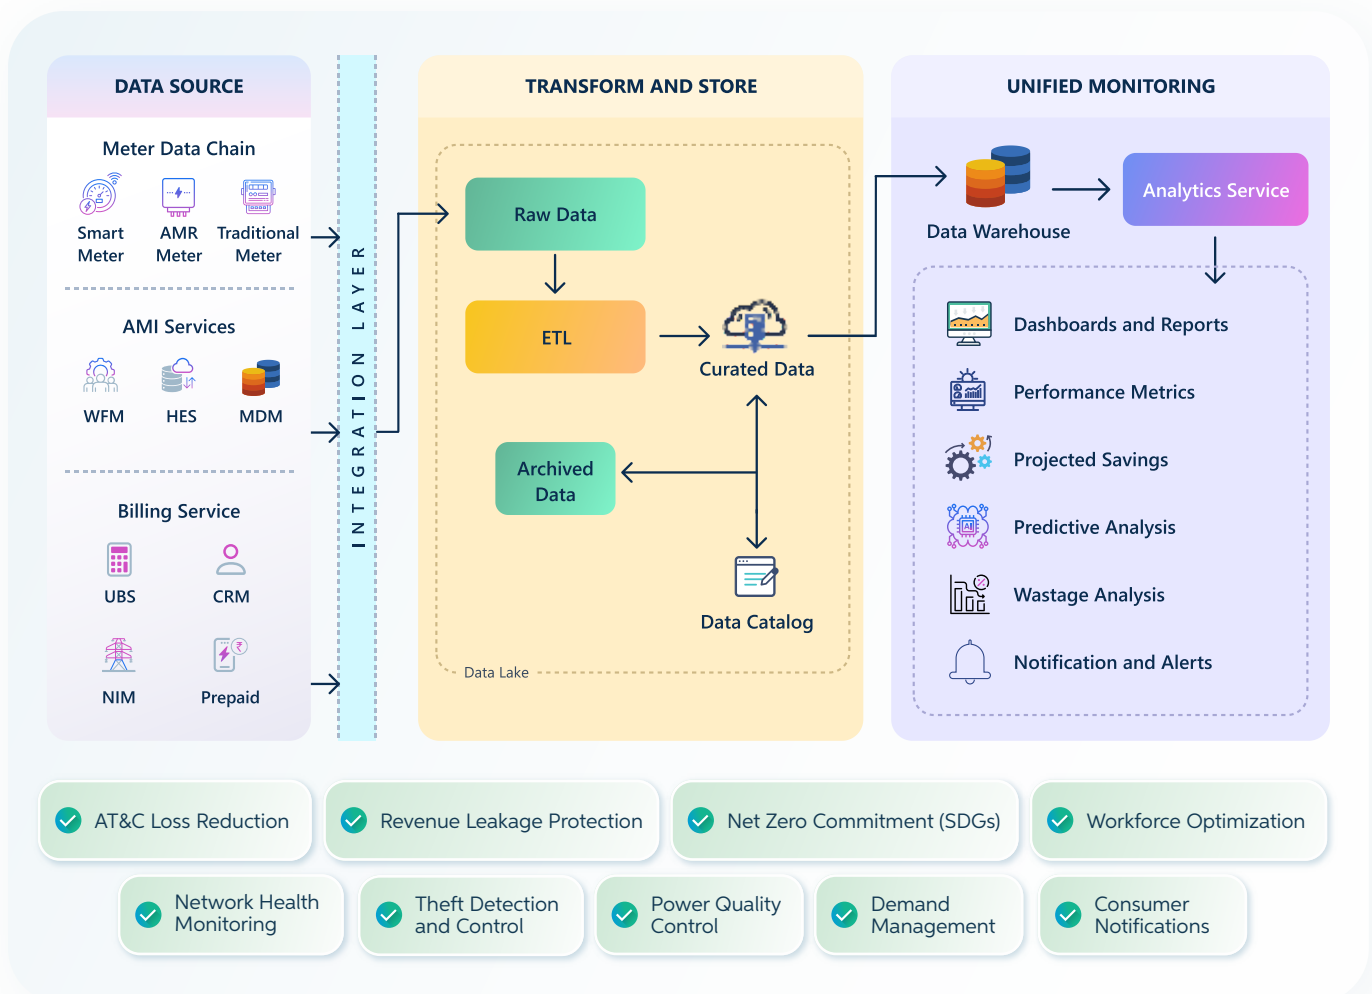 DATA SOURCE
Meter Data Chain
Smart
Meter
AMR
Meter
Traditional
Meter
AMI Services
WFM
HES
MDM
Billing Service
UBS
CRM
NIM
₹
Prepaid
INTEGRATION LAYER
TRANSFORM AND STORE
Raw Data
ETL
Curated Data
Archived
Data
Data Catalog
Data Lake
UNIFIED MONITORING
Data Warehouse
Analytics Service
Dashboards and Reports
Performance Metrics
Projected Savings
AI
Predictive Analysis
%
Wastage Analysis
Notification and Alerts
AT&C Loss Reduction
Revenue Leakage Protection
Net Zero Commitment (SDGs)
Workforce Optimization
Network Health
Monitoring
Theft Detection
and Control
Power Quality
Control
Demand
Management
Consumer
Notifications